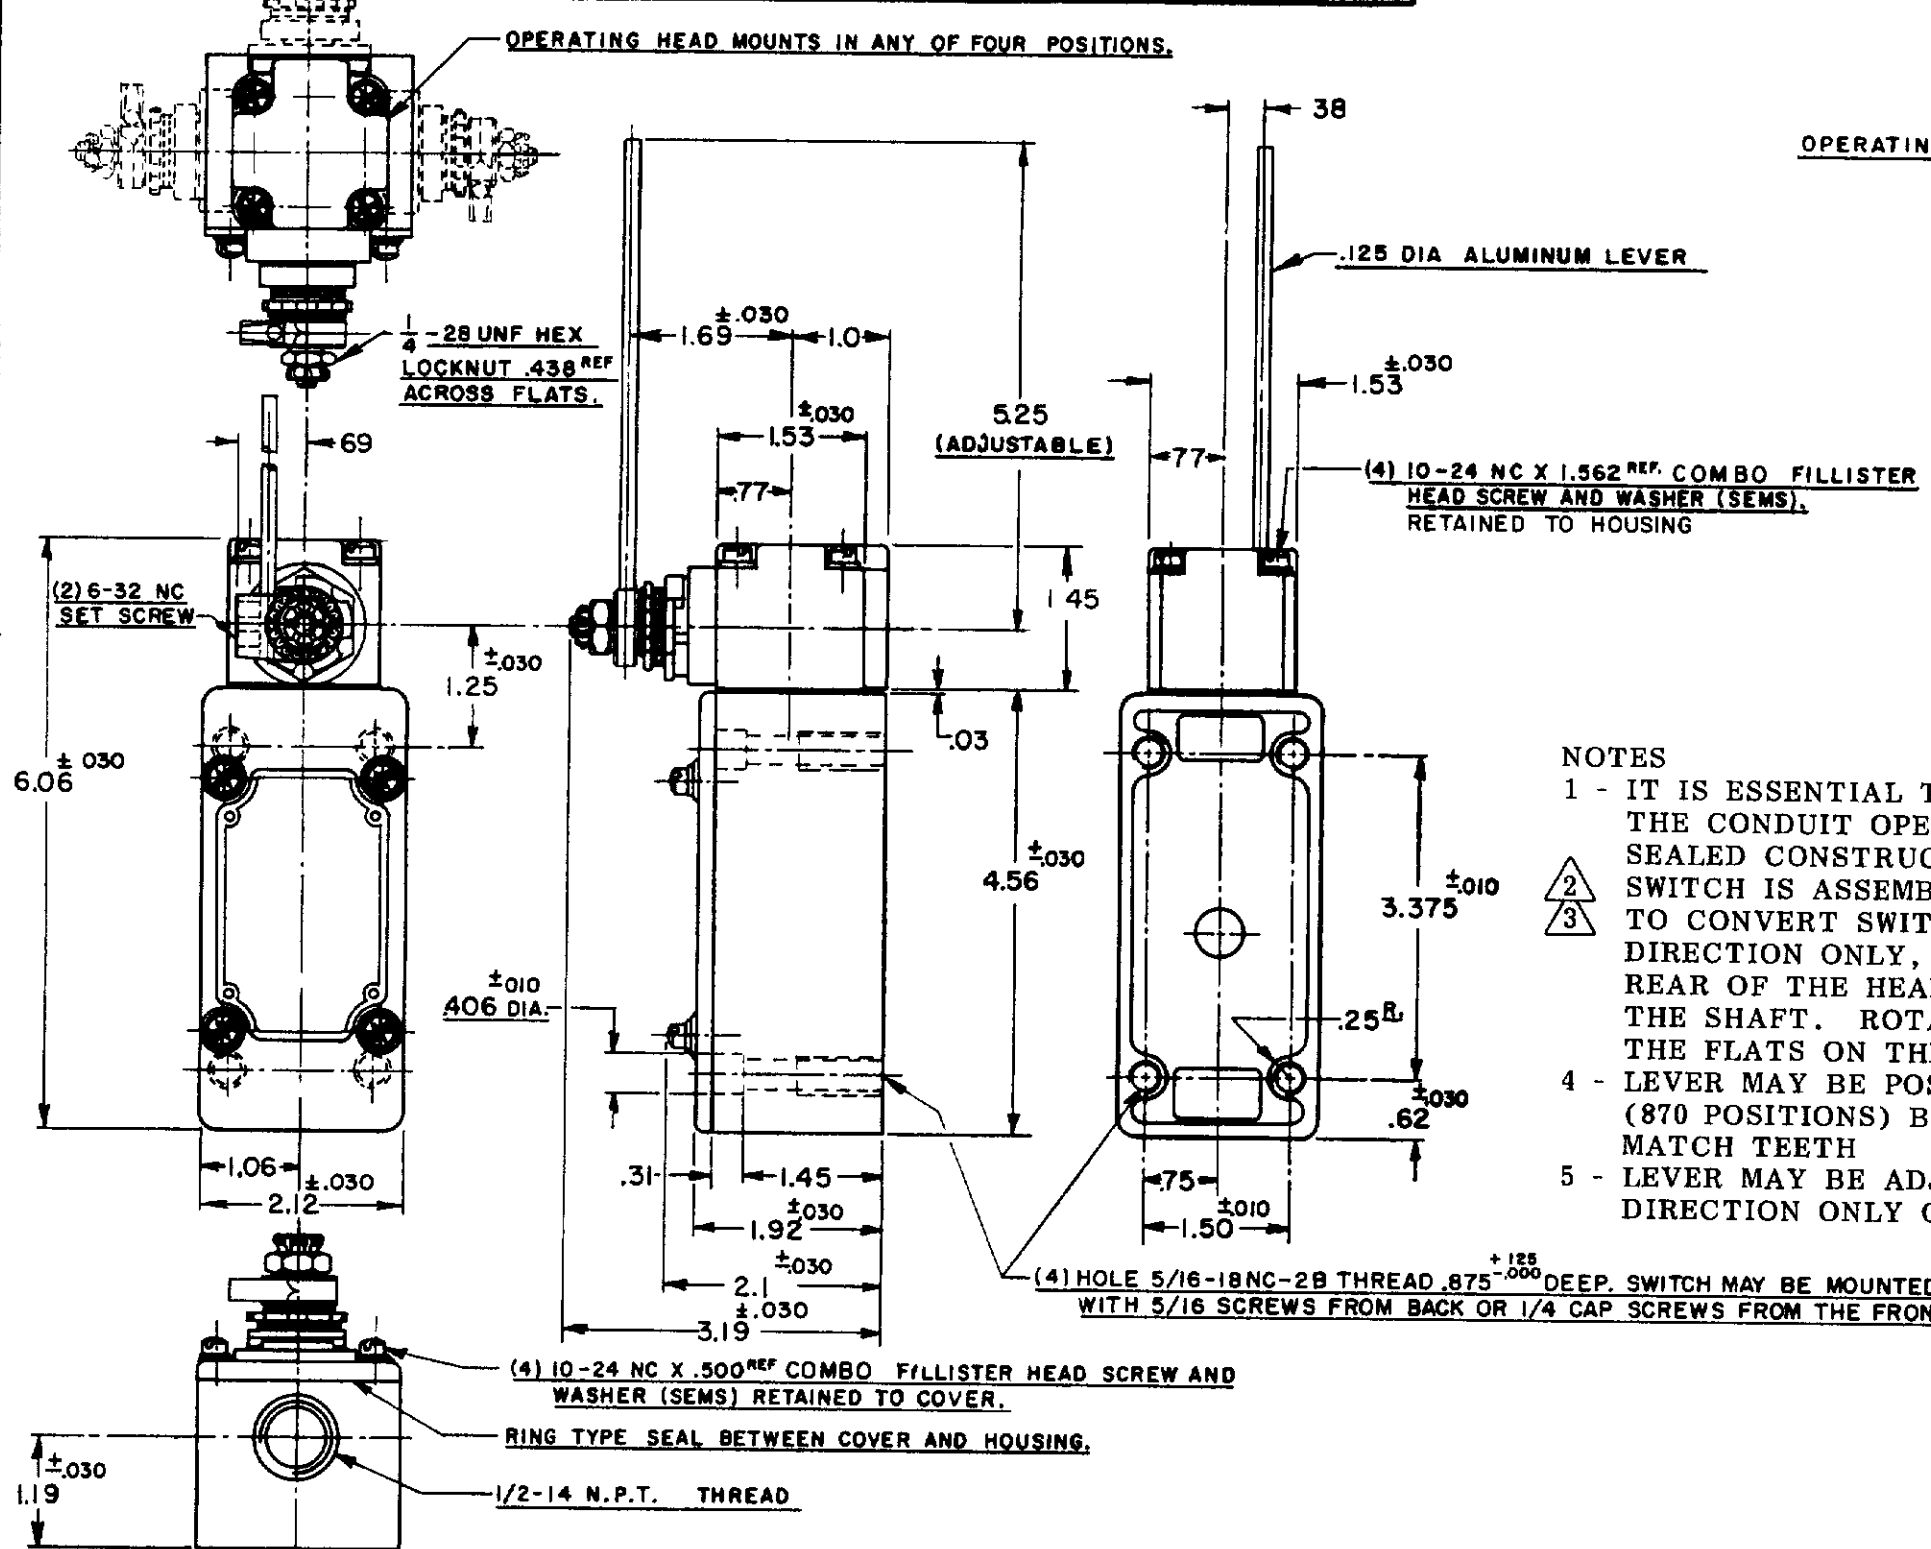 OPERATING HEAD MOUNTS IN ANY OF FOUR POSITIONS.
38
OPERATIN
.125 DIA ALUMINUM LEVER
1/4 -28 UNF HEX
LOCKNUT .438 REF
ACROSS FLATS.
±.030
1.69
1.0
±.030
1.53
5.25
(ADJUSTABLE)
±.030
1.53
69
.77
.77
(4) 10-24 NC X 1.562 REF. COMBO FILLISTER
HEAD SCREW AND WASHER (SEMS).
RETAINED TO HOUSING
(2) 6-32 NC
SET SCREW
1.45
±.030
1.25
.03
6.06 ±.030
±.030
4.56
±.010
3.375
NOTES
1 - IT IS ESSENTIAL T
THE CONDUIT OPE
SEALED CONSTRUC
2 SWITCH IS ASSEMB
3 TO CONVERT SWIT
DIRECTION ONLY,
REAR OF THE HEA
THE SHAFT. ROTA
THE FLATS ON TH
4 - LEVER MAY BE POS
(870 POSITIONS) B
MATCH TEETH
5 - LEVER MAY BE ADJ
DIRECTION ONLY O
±.010
.406 DIA.
.25 R.
±.030
.62
1.06
±.030
2.12
.31
1.45
±.030
1.92
±.030
2.1
±.030
3.19
.75
±.010
1.50
(4) HOLE 5/16-18NC-2B THREAD .875 +.125 -.000 DEEP. SWITCH MAY BE MOUNTED
WITH 5/16 SCREWS FROM BACK OR 1/4 CAP SCREWS FROM THE FRON
(4) 10-24 NC X .500 REF COMBO FILLISTER HEAD SCREW AND
WASHER (SEMS) RETAINED TO COVER.
RING TYPE SEAL BETWEEN COVER AND HOUSING.
±.030
1.19
1/2-14 N.P.T. THREAD